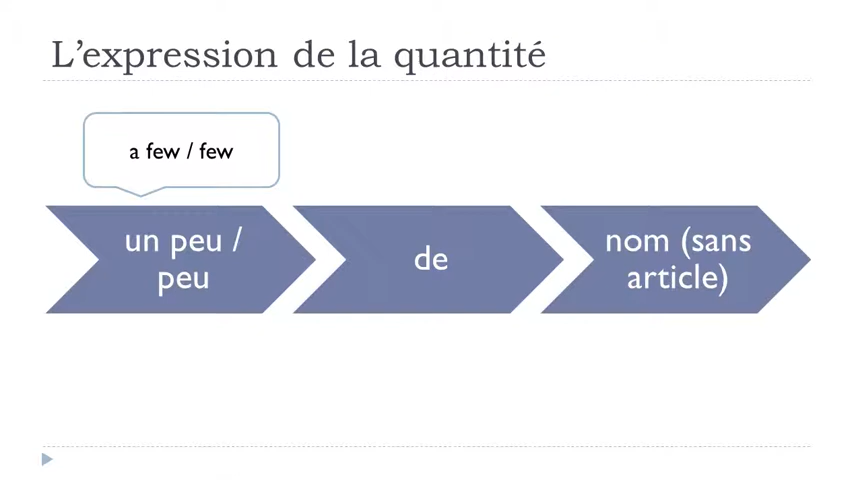 L’expression de la quantité
a few / few
un peu /
peu
de
nom (sans
article)